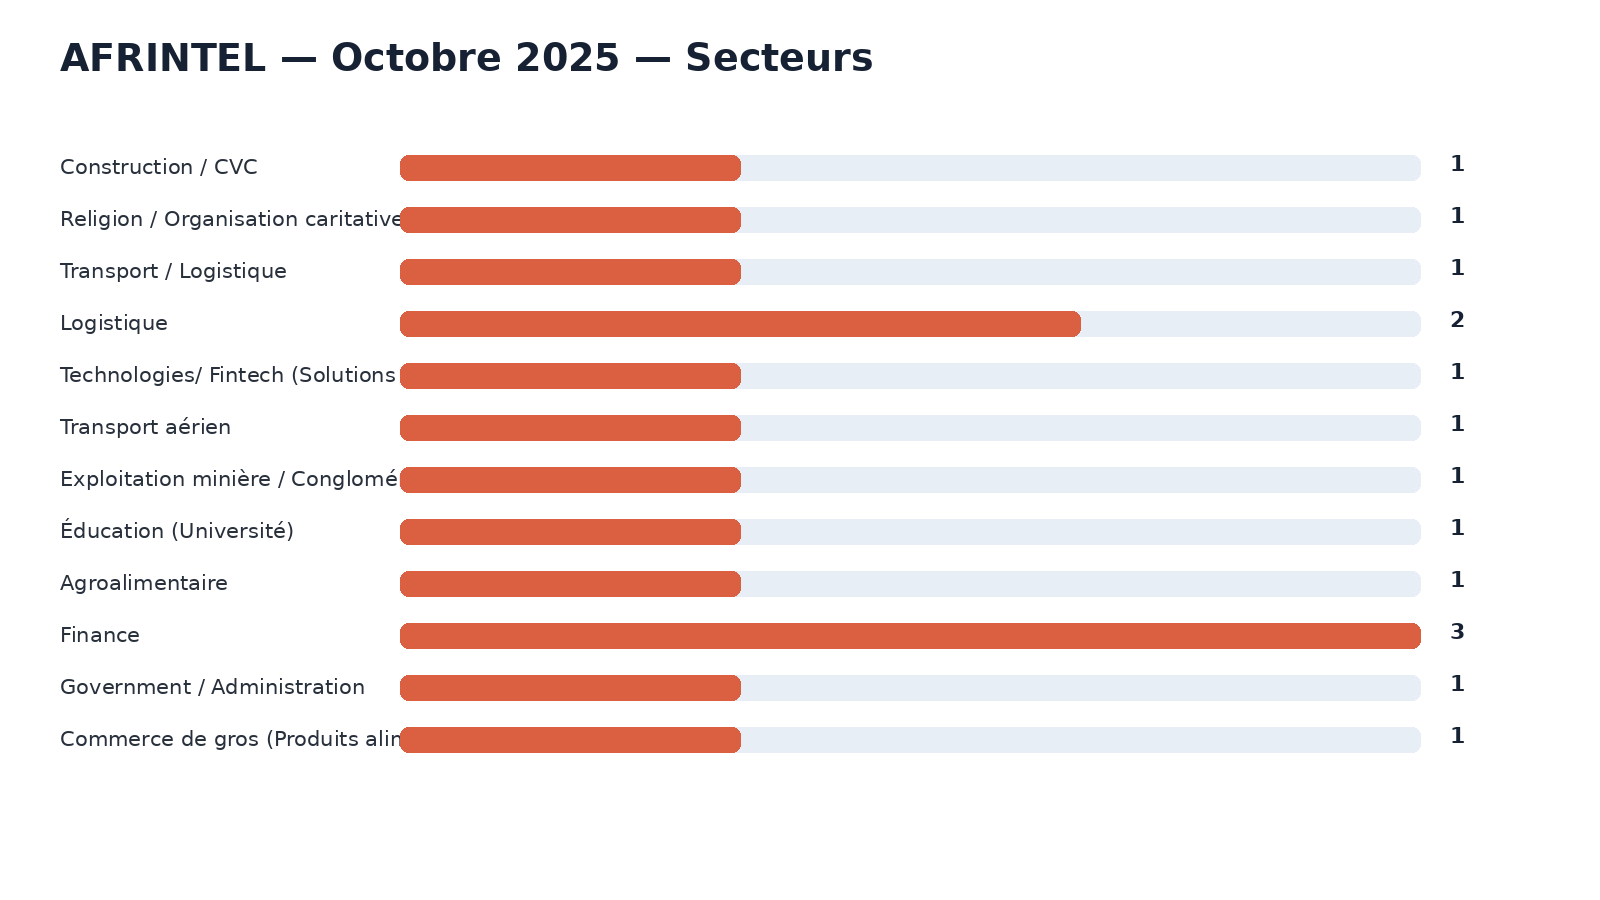 AFRINTEL — Octobre 2025 — Secteurs
Construction / CVC 1
Religion / Organisation caritative 1
Transport / Logistique 1
Logistique 2
Technologies/ Fintech (Solutions 1
Transport aérien 1
Exploitation minière / Conglomé 1
Éducation (Université) 1
Agroalimentaire 1
Finance 3
Government / Administration 1
Commerce de gros (Produits alin 1